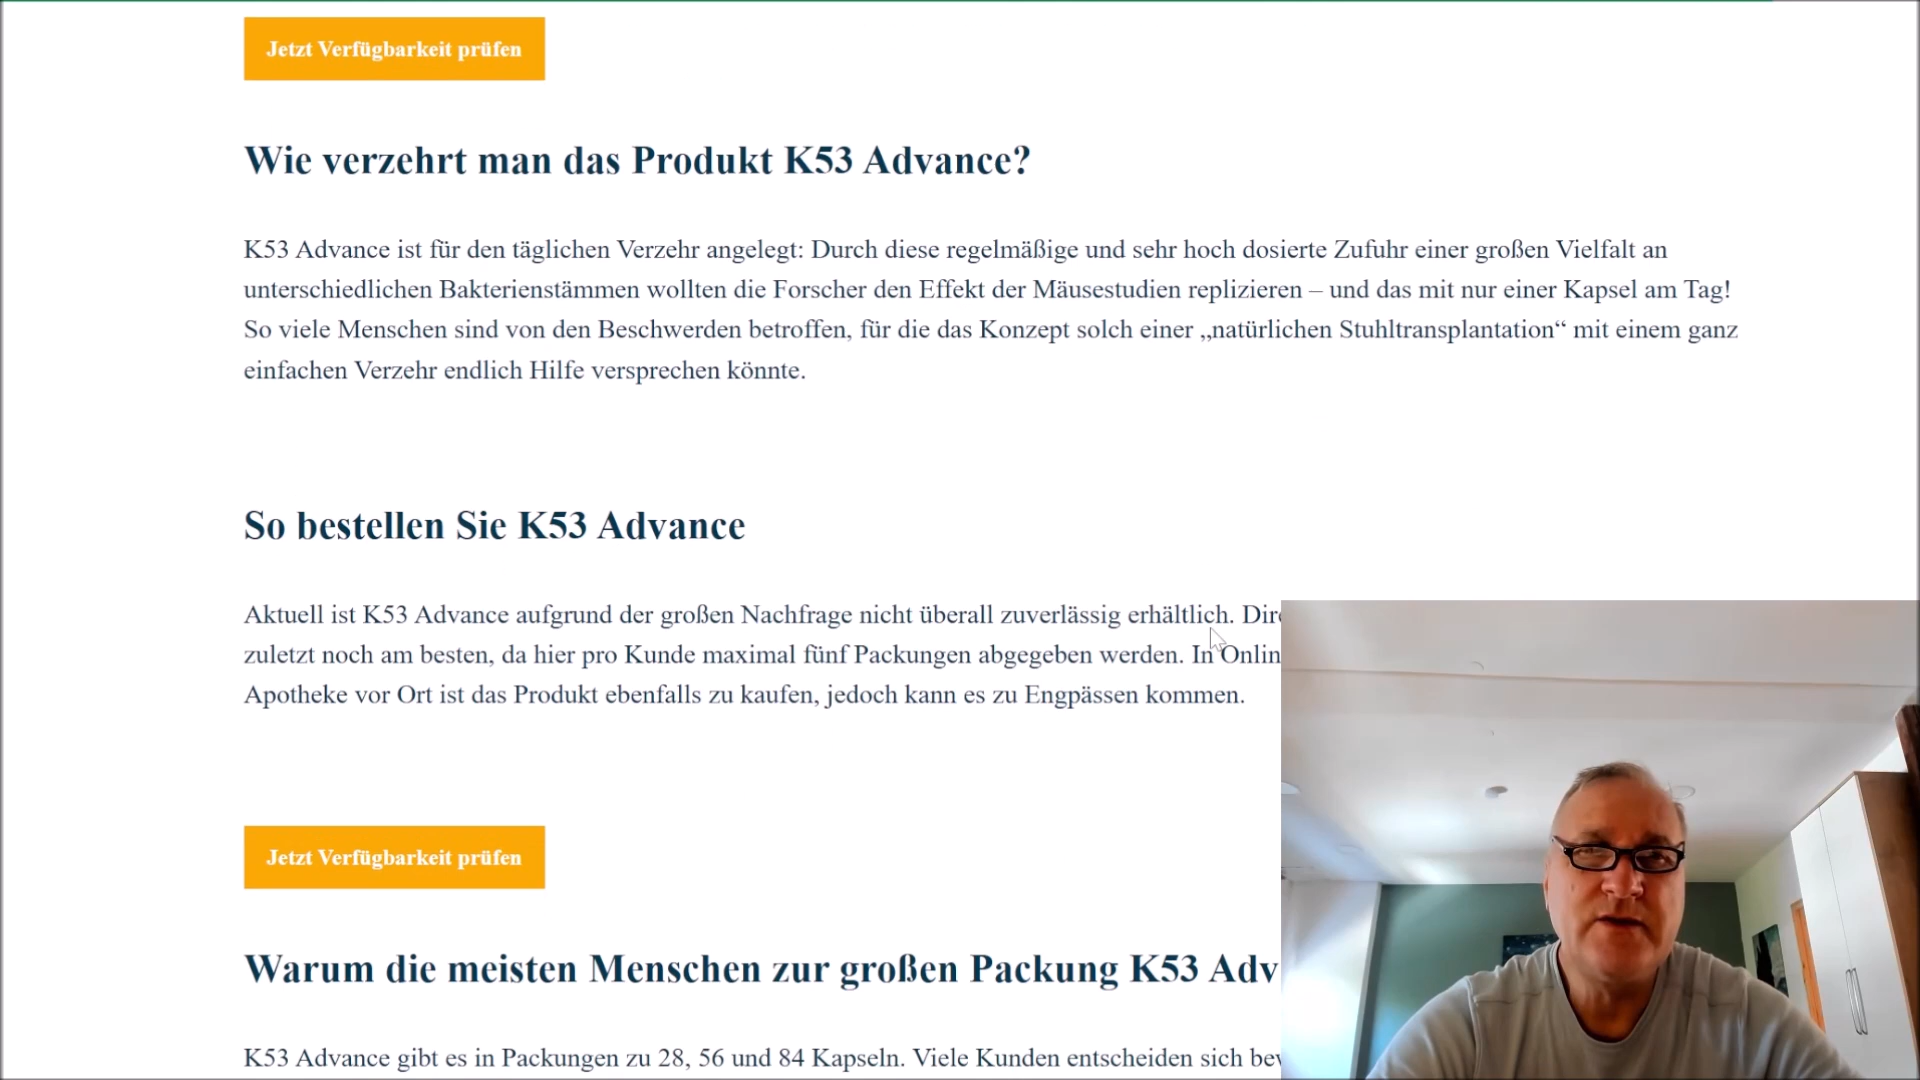 Jetzt Verfügbarkeit prüfen
Wie verzehrt man das Produkt K53 Advance?
K53 Advance ist für den täglichen Verzehr angelegt: Durch diese regelmäßige und sehr hoch dosierte Zufuhr einer großen Vielfalt an
unterschiedlichen Bakterienstämmen wollten die Forscher den Effekt der Mäusestudien replizieren – und das mit nur einer Kapsel am Tag!
So viele Menschen sind von den Beschwerden betroffen, für die das Konzept solch einer „natürlichen Stuhltransplantation“ mit einem ganz
einfachen Verzehr endlich Hilfe versprechen könnte.
So bestellen Sie K53 Advance
Aktuell ist K53 Advance aufgrund der großen Nachfrage nicht überall zuverlässig erhältlich.
zuletzt noch am besten, da hier pro Kunde maximal fünf Packungen abgegeben werden. In
Apotheke vor Ort ist das Produkt ebenfalls zu kaufen, jedoch kann es zu Engpässen kommen.
Jetzt Verfügbarkeit prüfen
Warum die meisten Menschen zur großen Packung K53
K53 Advance gibt es in Packungen zu 28, 56 und 84 Kapseln. Viele Kunden entscheiden sich